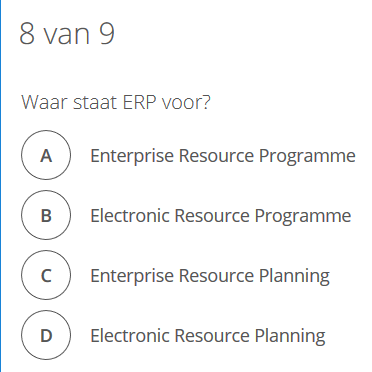 8 van 9
Waar staat ERP voor?
A Enterprise Resource Programme
B Electronic Resource Programme
C Enterprise Resource Planning
D Electronic Resource Planning